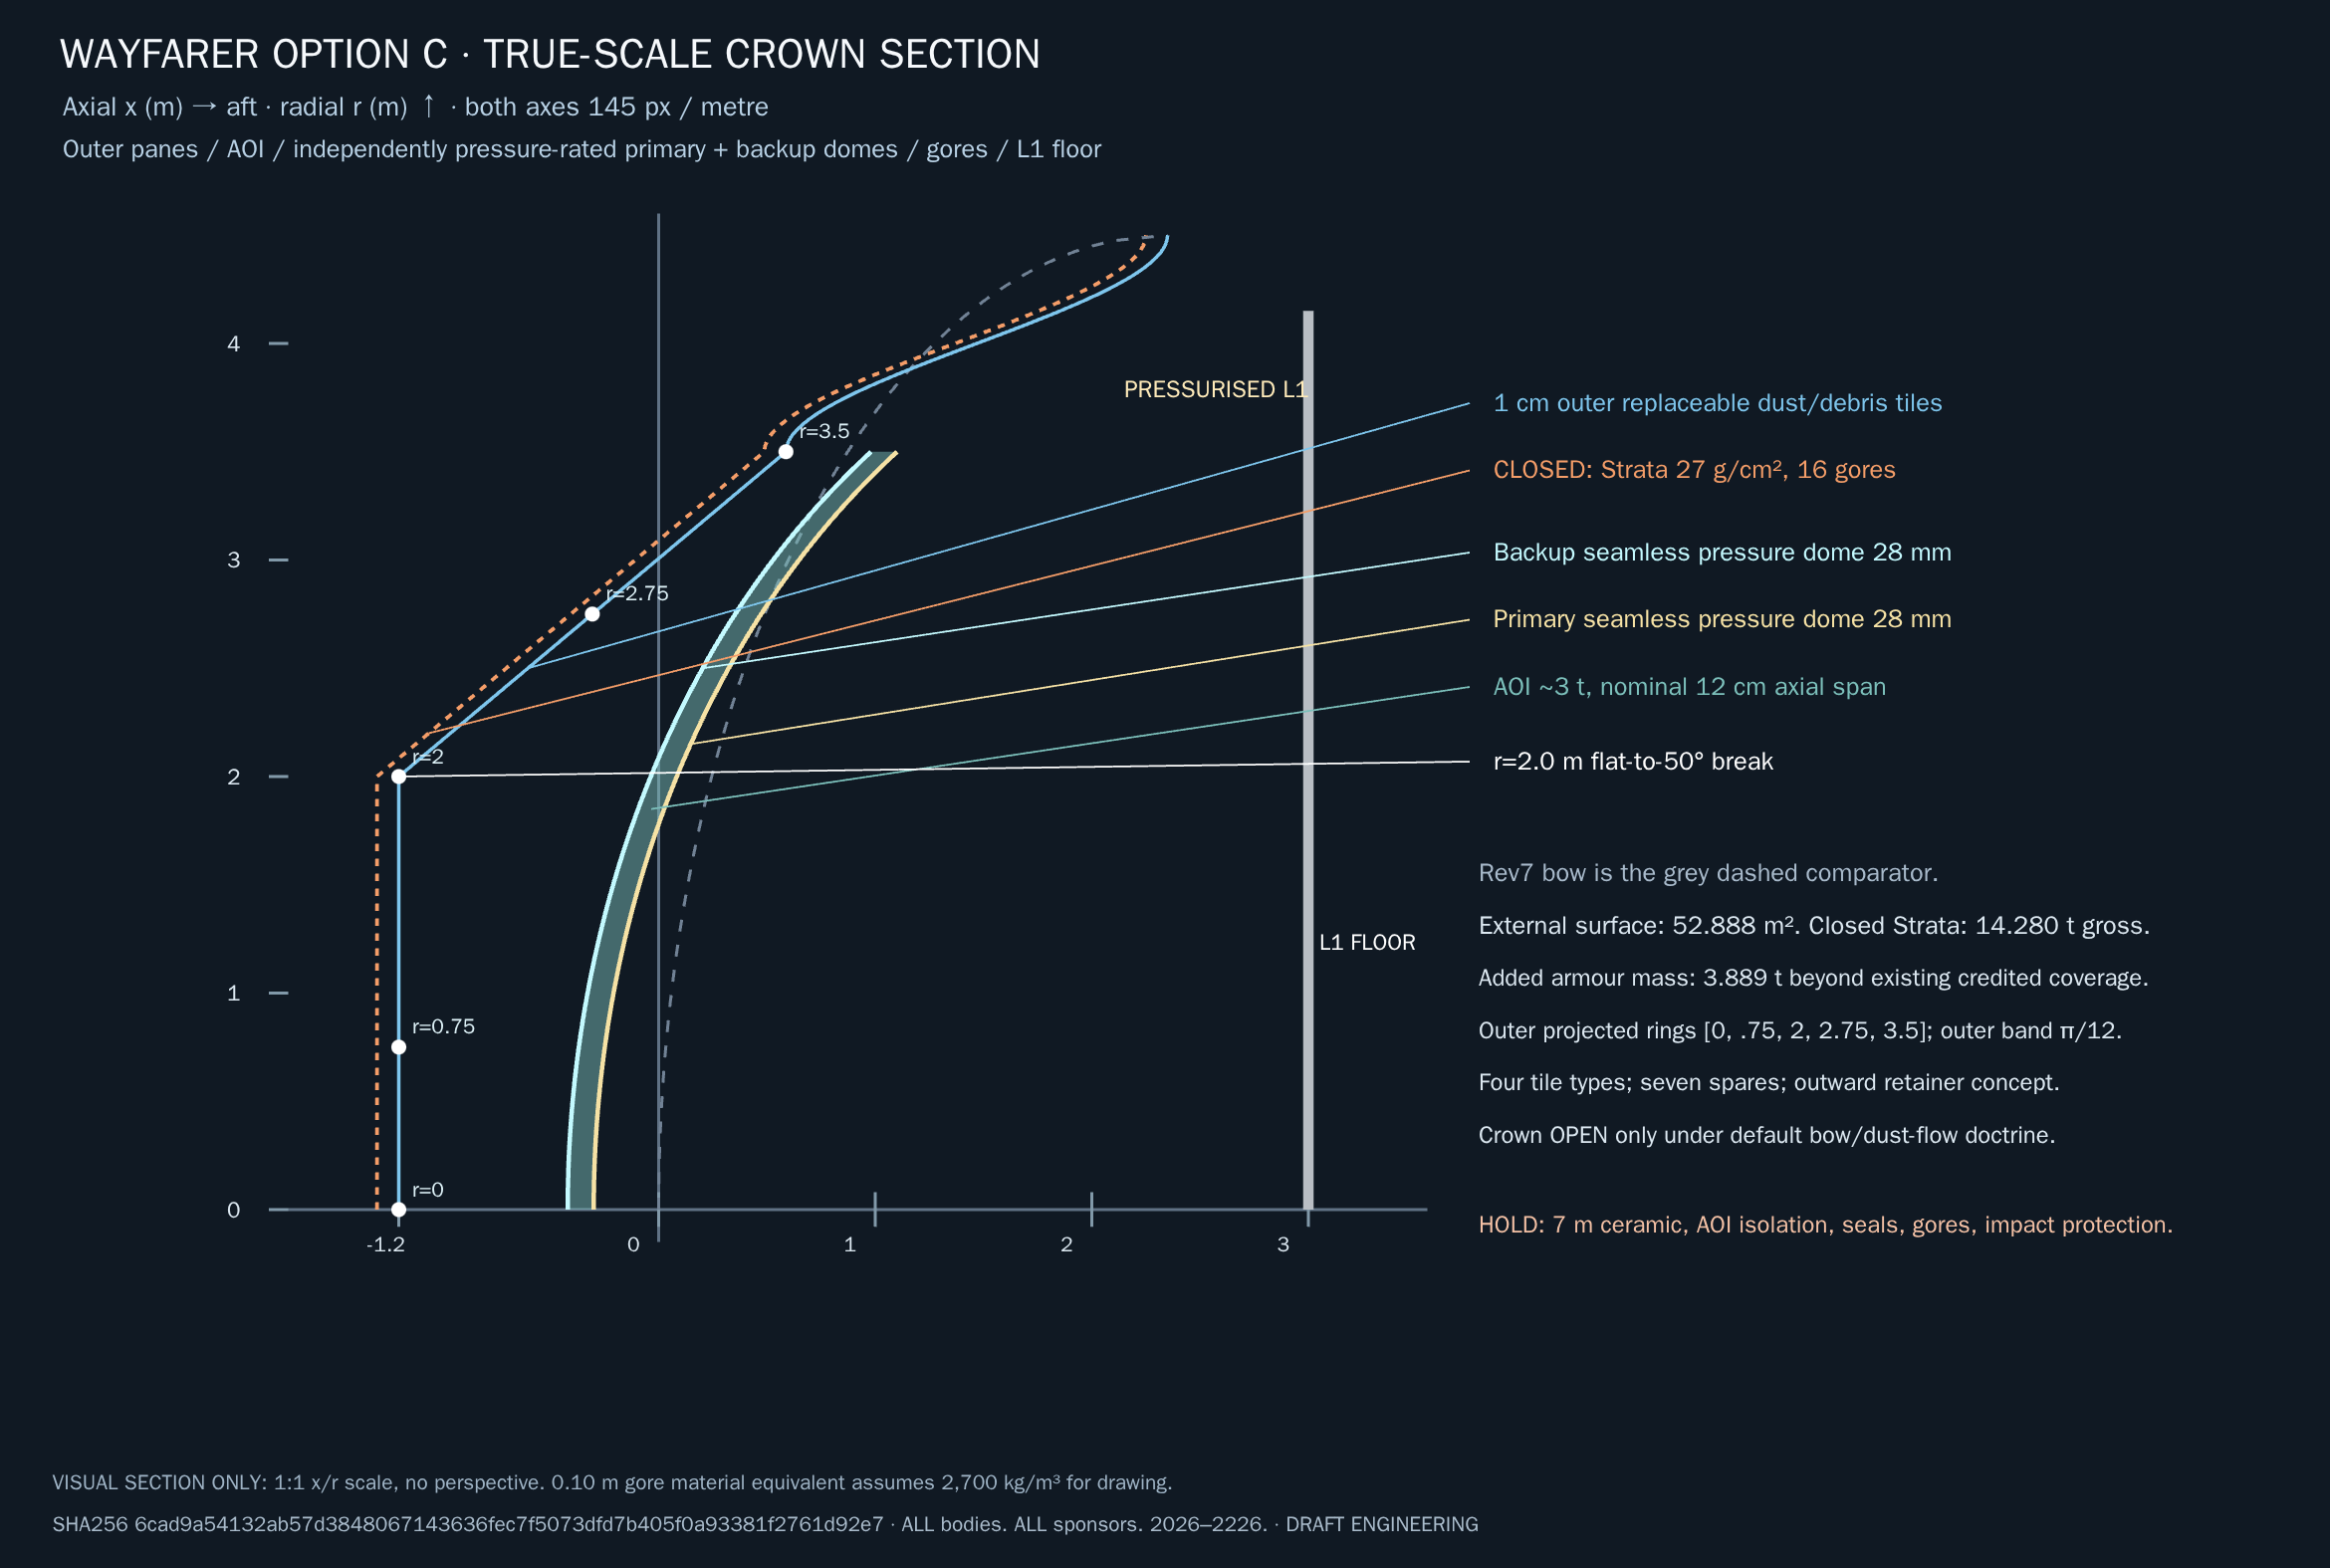 WAYFARER OPTION C · TRUE-SCALE CROWN SECTION
Axial x (m) → aft · radial r (m) ↑ · both axes 145 px / metre
Outer panes / AOI / independently pressure-rated primary + backup domes / gores / L1 floor
4
PRESSURISED L1
1 cm outer replaceable dust/debris tiles
r=3.5
CLOSED: Strata 27 g/cm², 16 gores
3
Backup seamless pressure dome 28 mm
r=2.75
Primary seamless pressure dome 28 mm
AOI ~3 t, nominal 12 cm axial span
r=2
2
r=2.0 m flat-to-50° break
Rev7 bow is the grey dashed comparator.
External surface: 52.888 m². Closed Strata: 14.280 t gross.
L1 FLOOR
Added armour mass: 3.889 t beyond existing credited coverage.
1
r=0.75
Outer projected rings [0, .75, 2, 2.75, 3.5]; outer band π/12.
Four tile types; seven spares; outward retainer concept.
Crown OPEN only under default bow/dust-flow doctrine.
r=0
0
HOLD: 7 m ceramic, AOI isolation, seals, gores, impact protection.
-1.2 0 1 2 3
VISUAL SECTION ONLY: 1:1 x/r scale, no perspective. 0.10 m gore material equivalent assumes 2,700 kg/m³ for drawing.
SHA256 6cad9a54132ab57d3848067143636fec7f5073dfd7b405f0a93381f2761d92e7 · ALL bodies. ALL sponsors. 2026–2226. · DRAFT ENGINEERING